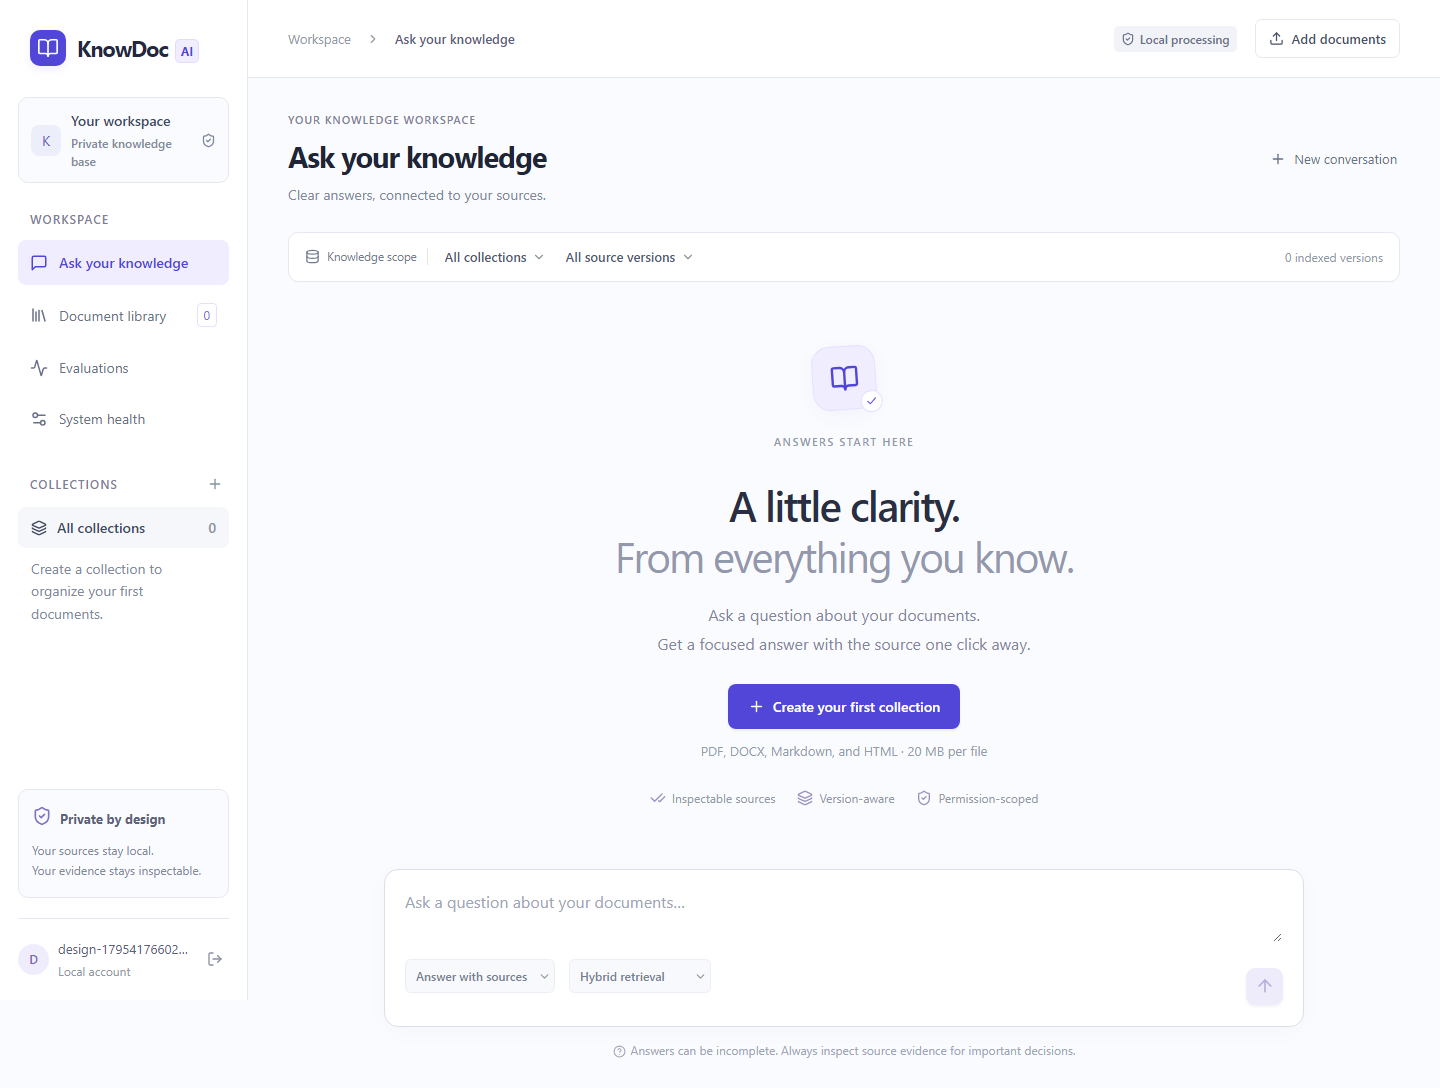 KnowDoc AI
K
Your workspace
Private knowledge
base
WORKSPACE
Ask your knowledge
Document library 0
Evaluations
System health
COLLECTIONS
All collections 0
Create a collection to
organize your first
documents.
Private by design
Your sources stay local.
Your evidence stays inspectable.
D
design-17954176602...
Local account
Workspace Ask your knowledge
Local processing
Add documents
YOUR KNOWLEDGE WORKSPACE
Ask your knowledge
New conversation
Clear answers, connected to your sources.
Knowledge scope All collections All source versions 0 indexed versions
ANSWERS START HERE
A little clarity.
From everything you know.
Ask a question about your documents.
Get a focused answer with the source one click away.
Create your first collection
PDF, DOCX, Markdown, and HTML · 20 MB per file
Inspectable sources Version-aware Permission-scoped
Ask a question about your documents...
Answer with sources Hybrid retrieval
Answers can be incomplete. Always inspect source evidence for important decisions.